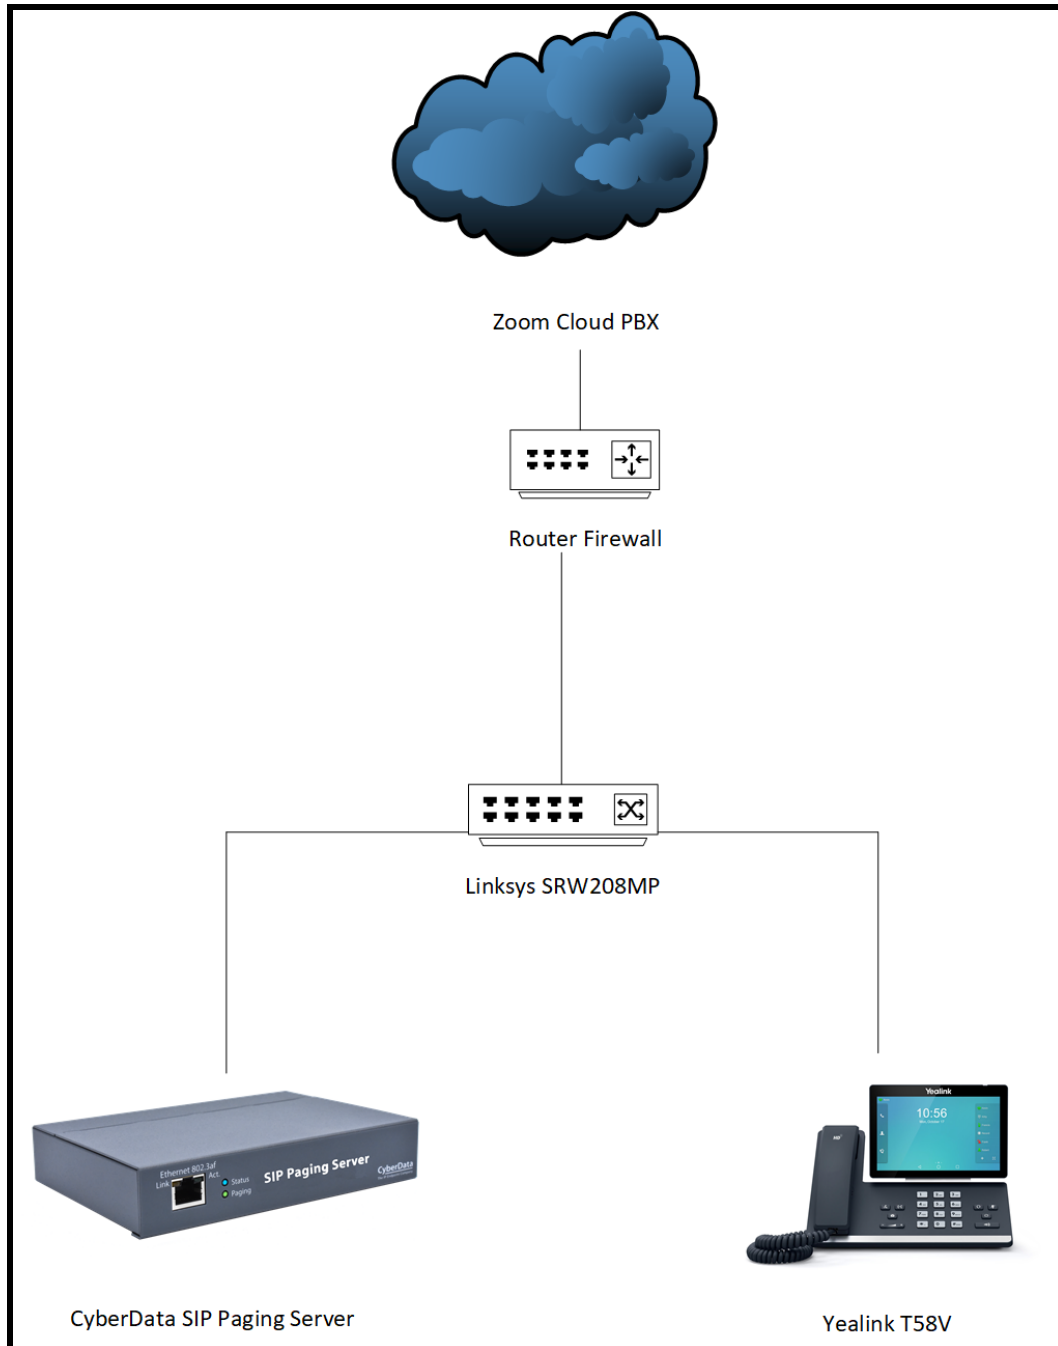 Zoom Cloud PBX
Router Firewall
Linksys SRW208MP
Ethernet 802.3af
Link
Act.
Status
Paging
SIP Paging Server
CyberData
Yealink
10:56
CyberData SIP Paging Server
Yealink T58V